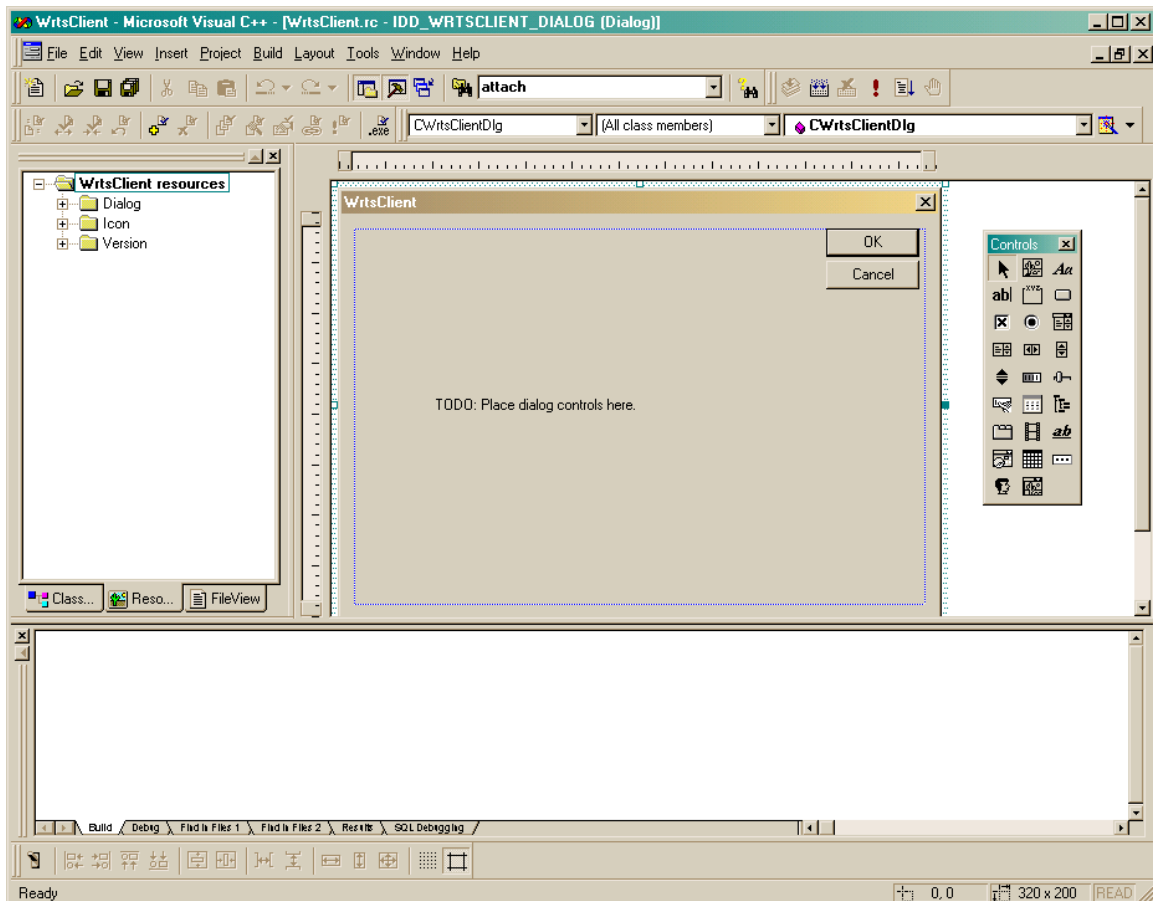 WrtsClient - Microsoft Visual C++ - [WrtsClient.rc - IDD_WRTSCLIENT_DIALOG (Dialog)]
File Edit View Insert Project Build Layout Tools Window Help
attach
.exe CWrtsClientDlg (All class members) CWrtsClientDlg
WrtsClient resources
Dialog
Icon
Version
Class... Reso... FileView
WrtsClient
OK
Cancel
TODO: Place dialog controls here.
Controls
Aa
ab|
xyz
ab
Build Debug Find in Files 1 Find in Files 2 Results SQL Debugging
Ready 0, 0 320 x 200 READ